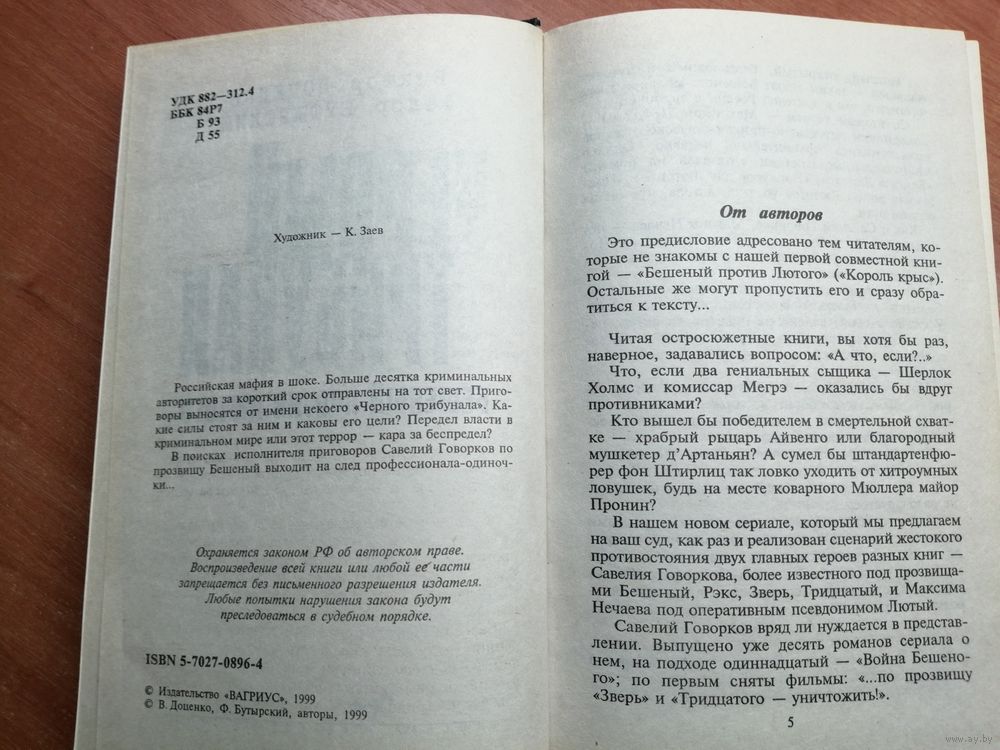 УДК 882—312.4
ББК 84Р7
Б 93
Д 55
Художник — К. Заев
Российская мафия в шоке. Больше десятка криминальных
авторитетов за короткий срок отправлены на тот свет. Приго-
воры выносятся от имени некоего «Черного трибунала». Ка-
кие силы стоят за ним и каковы его цели? Передел власти в
криминальном мире или этот террор — кара за беспредел?
В поисках исполнителя приговоров Савелий Говорков по
прозвищу Бешеный выходит на след профессионала-одиноч-
ки...
Охраняется законом РФ об авторском праве.
Воспроизведение всей книги или любой ее части
запрещается без письменного разрешения издателя.
Любые попытки нарушения закона будут
преследоваться в судебном порядке.
ISBN 5-7027-0896-4
© Издательство «ВАГРИУС», 1999
© В. Доценко, Ф. Бутырский, авторы, 1999
От авторов
Это предисловие адресовано тем читателям, ко-
торые не знакомы с нашей первой совместной кни-
гой — «Бешеный против Лютого» («Король крыс»).
Остальные же могут пропустить его и сразу обра-
титься к тексту...
Читая остросюжетные книги, вы хотя бы раз,
наверное, задавались вопросом: «А что, если?..»
Что, если два гениальных сыщика — Шерлок
Холмс и комиссар Мегрэ — оказались бы вдруг
противниками?
Кто вышел бы победителем в смертельной схват-
ке — храбрый рыцарь Айвенго или благородный
мушкетер д’Артаньян? А сумел бы штандартенфю-
рер фон Штирлиц так ловко уходить от хитроумных
ловушек, будь на месте коварного Мюллера майор
Пронин?
В нашем новом сериале, который мы предлагаем
на ваш суд, как раз и реализован сценарий жестокого
противостояния двух главных героев разных книг —
Савелия Говоркова, более известного под прозвища-
ми Бешеный, Рэкс, Зверь, Тридцатый, и Максима
Нечаева под оперативным псевдонимом Лютый.
Савелий Говорков вряд ли нуждается в представ-
лении. Выпущено уже десять романов сериала о
нем, на подходе одиннадцатый — «Война Бешено-
го»; по первым сняты фильмы: «...по прозвищу
«Зверь» и «Тридцатого — уничтожить!».
5
www.ay.by